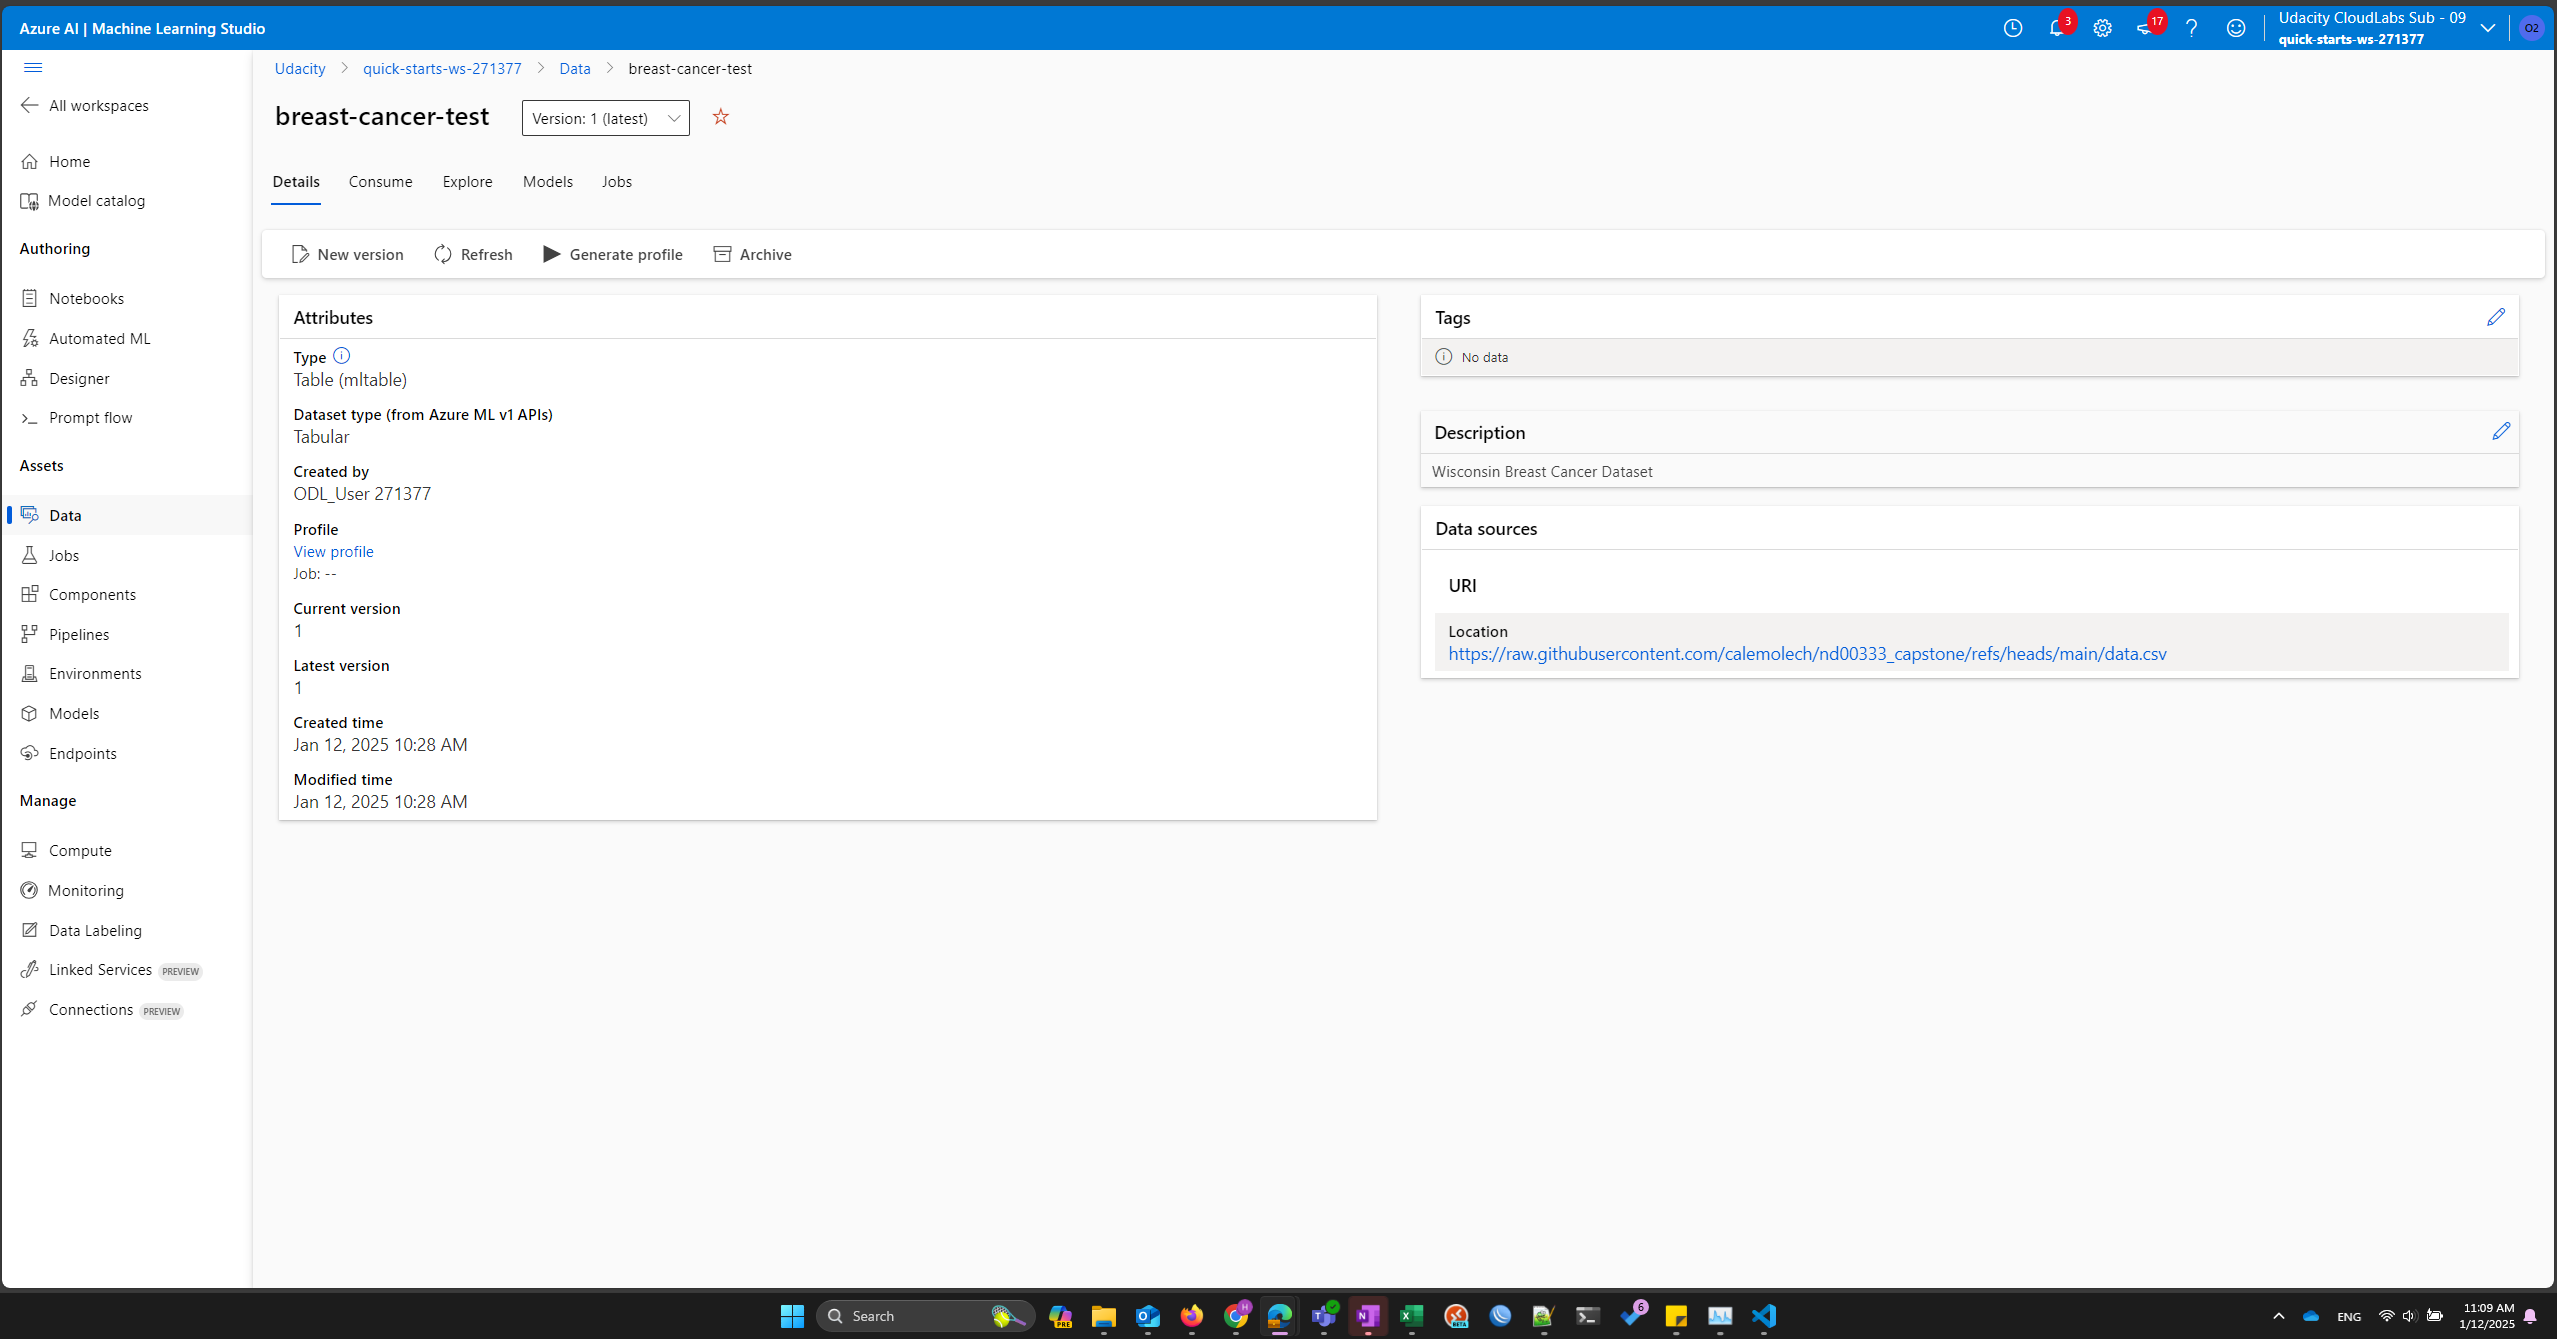 Azure AI | Machine Learning Studio
3
17
Udacity CloudLabs Sub - 09
quick-starts-ws-271377
O2
All workspaces
Home
Model catalog
Authoring
Notebooks
Automated ML
Designer
Prompt flow
Assets
Data
Jobs
Components
Pipelines
Environments
Models
Endpoints
Manage
Compute
Monitoring
Data Labeling
Linked Services PREVIEW
Connections PREVIEW
Udacity > quick-starts-ws-271377 > Data > breast-cancer-test
breast-cancer-test
Version: 1 (latest)
Details Consume Explore Models Jobs
New version Refresh Generate profile Archive
Attributes
Type
Table (mltable)
Dataset type (from Azure ML v1 APIs)
Tabular
Created by
ODL_User 271377
Profile
View profile
Job: --
Current version
1
Latest version
1
Created time
Jan 12, 2025 10:28 AM
Modified time
Jan 12, 2025 10:28 AM
Tags
No data
Description
Wisconsin Breast Cancer Dataset
Data sources
URI
Location
https://raw.githubusercontent.com/calemolech/nd00333_capstone/refs/heads/main/data.csv
Search
PRE
H
BETA
6
ENG
11:09 AM
1/12/2025